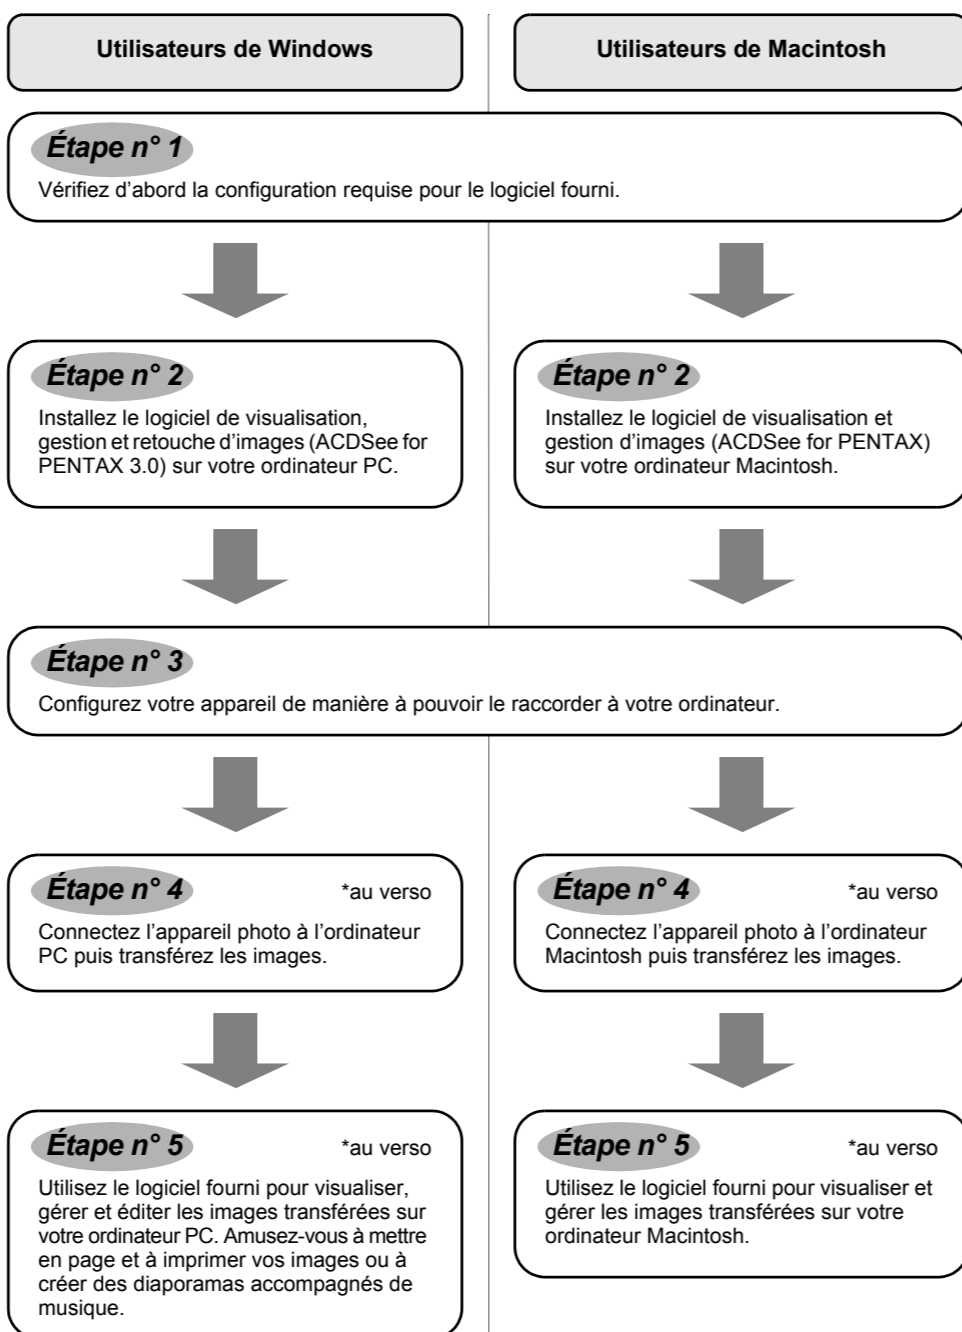 Utilisateurs de Windows
Utilisateurs de Macintosh
Étape n° 1
Vérifiez d’abord la configuration requise pour le logiciel fourni.
Étape n° 2
Installez le logiciel de visualisation,
gestion et retouche d’images (ACDSee for
PENTAX 3.0) sur votre ordinateur PC.
Étape n° 2
Installez le logiciel de visualisation et
gestion d’images (ACDSee for PENTAX)
sur votre ordinateur Macintosh.
Étape n° 3
Configurez votre appareil de manière à pouvoir le raccorder à votre ordinateur.
Étape n° 4 *au verso
Connectez l’appareil photo à l’ordinateur
PC puis transférez les images.
Étape n° 4 *au verso
Connectez l’appareil photo à l’ordinateur
Macintosh puis transférez les images.
Étape n° 5 *au verso
Utilisez le logiciel fourni pour visualiser,
gérer et éditer les images transférées sur
votre ordinateur PC. Amusez-vous à mettre
en page et à imprimer vos images ou à
créer des diaporamas accompagnés de
musique.
Étape n° 5 *au verso
Utilisez le logiciel fourni pour visualiser et
gérer les images transférées sur votre
ordinateur Macintosh.